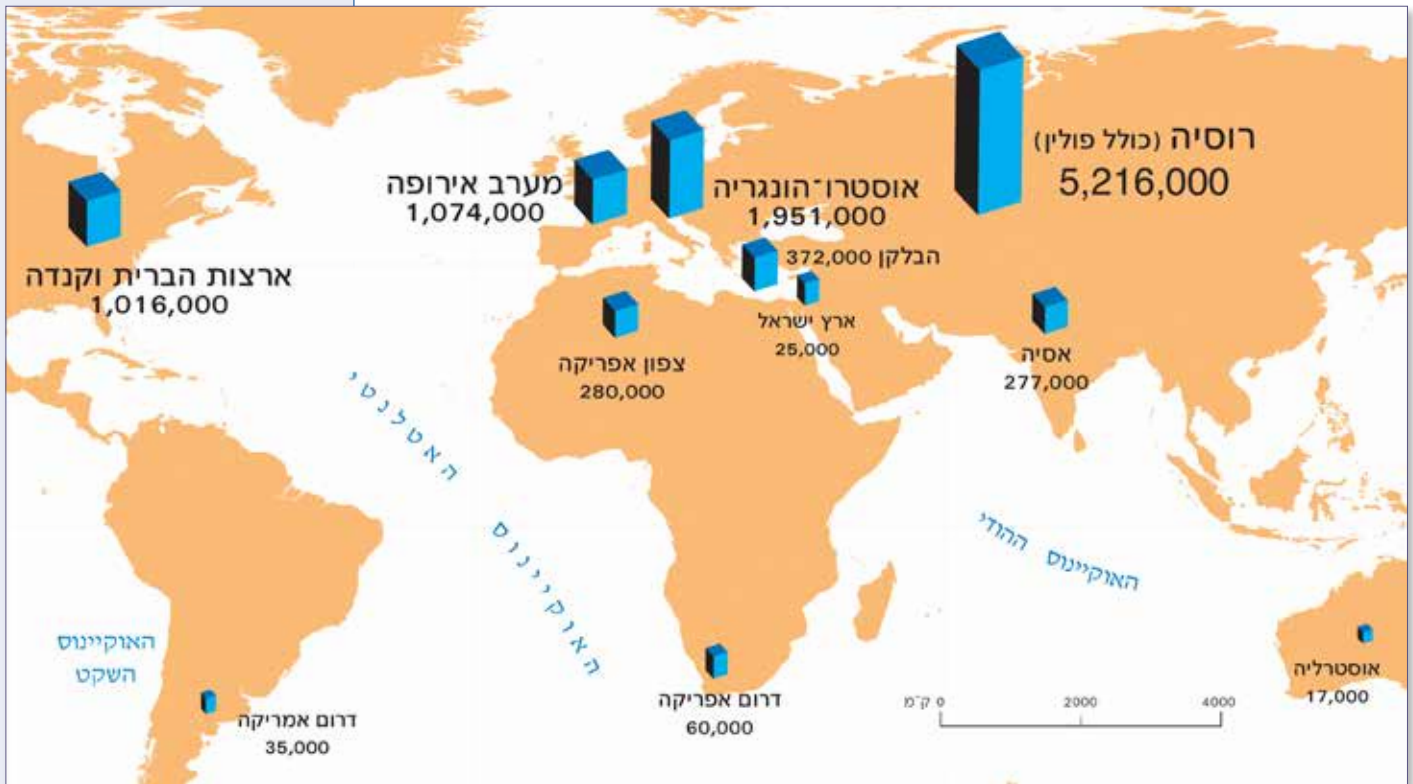 רוסיה (כולל פולין)
5,216,000
מערב אירופה
1,074,000
אוסטרו־הונגריה
1,951,000
הבלקן 372,000
ארצות הברית וקנדה
1,016,000
ארץ ישראל
25,000
אסיה
277,000
צפון אפריקה
280,000
האוקיינוס האטלנטי
האוקיינוס ההודי
האוקיינוס
השקט
דרום אמריקה
35,000
דרום אפריקה
60,000
אוסטרליה
17,000
ק"מ 0 2000 4000